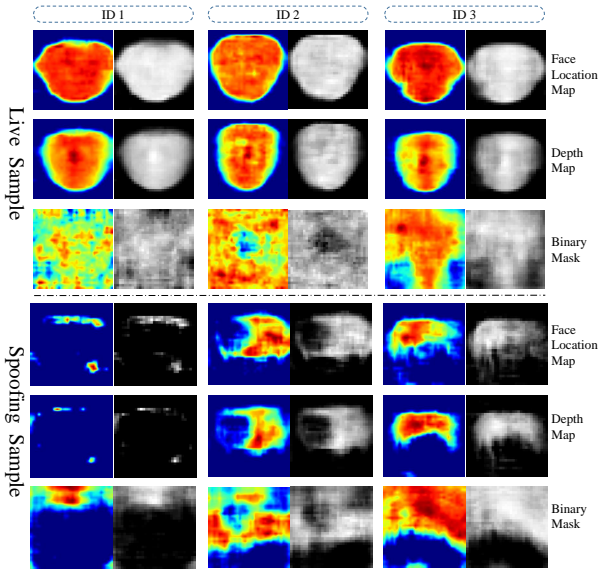 ID 1
ID 2
ID 3
Live Sample
Face
Location
Map
Depth
Map
Binary
Mask
Spoofing Sample
Face
Location
Map
Depth
Map
Binary
Mask